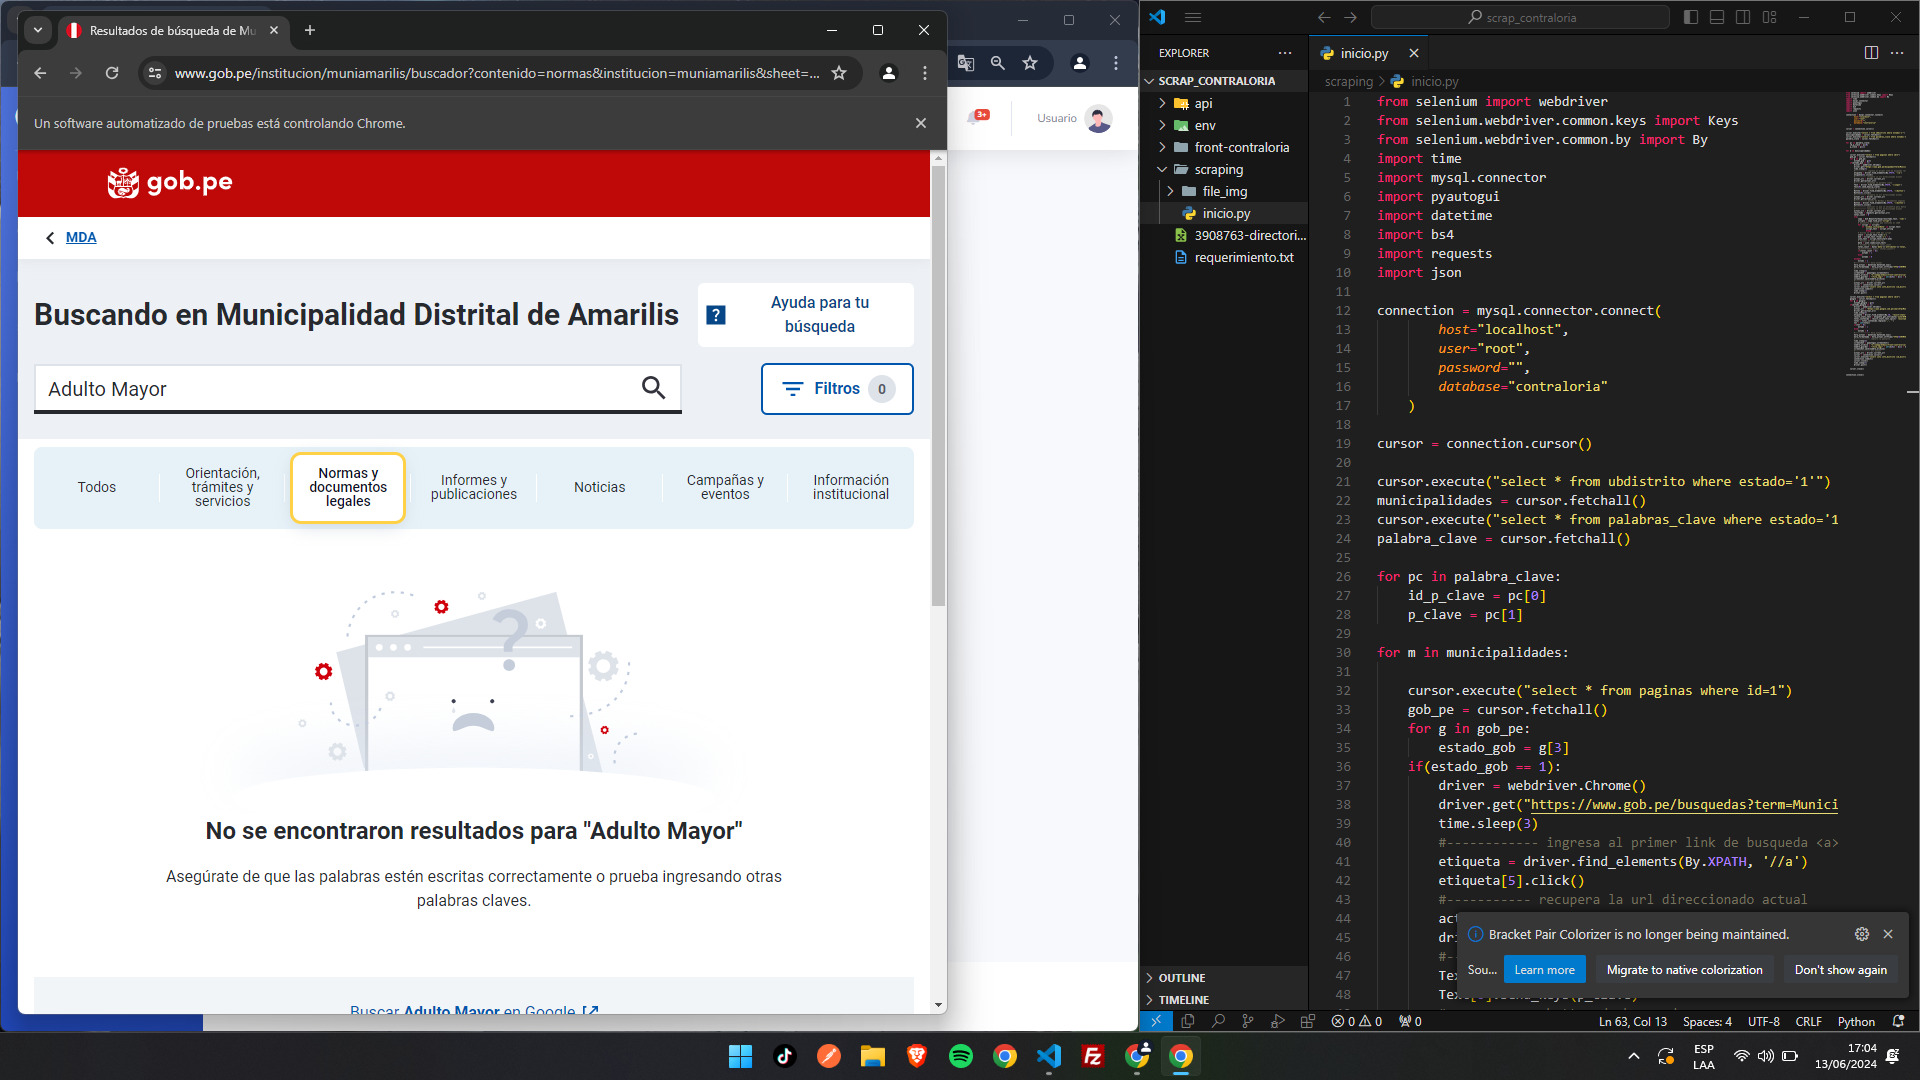 Resultados de búsqueda de Mu
www.gob.pe/institucion/muniamarilis/buscador?contenido=normas&institucion=muniamarilis&sheet=...
Un software automatizado de pruebas está controlando Chrome.
gob.pe
MDA
Buscando en Municipalidad Distrital de Amarilis
? Ayuda para tu
búsqueda
Adulto Mayor
Filtros 0
Todos
Orientación,
trámites y
servicios
Normas y
documentos
legales
Informes y
publicaciones
Noticias
Campañas y
eventos
Información
institucional
?
No se encontraron resultados para "Adulto Mayor"
Asegúrate de que las palabras estén escritas correctamente o prueba ingresando otras
palabras claves.
Buscar Adulto Mayor en Google
3+
Usuario
scrap_contraloria
EXPLORER
SCRAP_CONTRALORIA
api
env
front-contraloria
scraping
file_img
inicio.py
3908763-directori...
requerimiento.txt
OUTLINE
TIMELINE
inicio.py
scraping > inicio.py
1 from selenium import webdriver
2 from selenium.webdriver.common.keys import Keys
3 from selenium.webdriver.common.by import By
4 import time
5 import mysql.connector
6 import pyautogui
7 import datetime
8 import bs4
9 import requests
10 import json
11
12 connection = mysql.connector.connect(
13 host="localhost",
14 user="root",
15 password="",
16 database="contraloria"
17 )
18
19 cursor = connection.cursor()
20
21 cursor.execute("select * from ubdistrito where estado='1'")
22 municipalidades = cursor.fetchall()
23 cursor.execute("select * from palabras_clave where estado='1
24 palabra_clave = cursor.fetchall()
25
26 for pc in palabra_clave:
27 id_p_clave = pc[0]
28 p_clave = pc[1]
29
30 for m in municipalidades:
31
32 cursor.execute("select * from paginas where id=1")
33 gob_pe = cursor.fetchall()
34 for g in gob_pe:
35 estado_gob = g[3]
36 if(estado_gob == 1):
37 driver = webdriver.Chrome()
38 driver.get("https://www.gob.pe/busquedas?term=Munici
39 time.sleep(3)
40 #------------ ingresa al primer link de busqueda <a>
41 etiqueta = driver.find_elements(By.XPATH, '//a')
42 etiqueta[5].click()
43 #----------- recupera la url direccionado actual
44
45
46
47
48
Bracket Pair Colorizer is no longer being maintained.
Sou...
Learn more
Migrate to native colorization
Don't show again
0 0 0
Ln 63, Col 13
Spaces: 4
UTF-8
CRLF
Python
ESP
LAA
17:04
13/06/2024